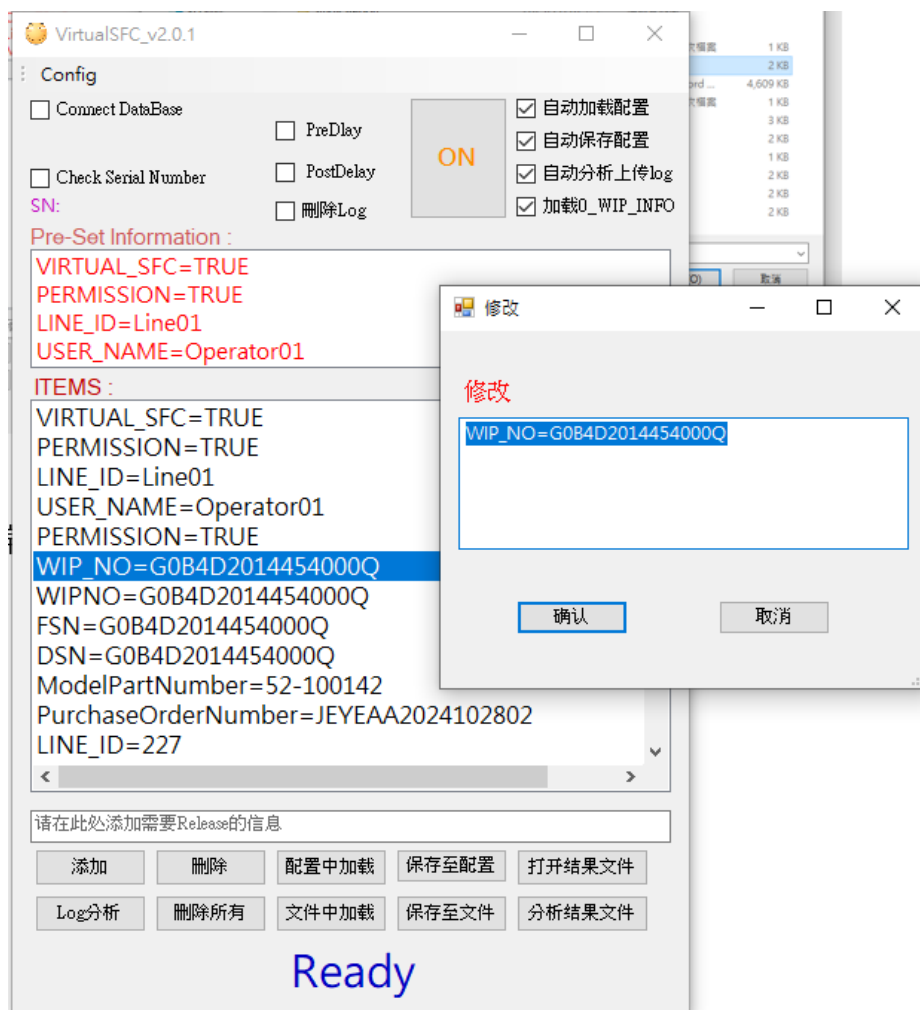 VirtualSFC_v2.0.1
Config
Connect DataBase
PreDlay
PostDelay
Check Serial Number
刪除Log
ON
自动加载配置
自动保存配置
自动分析上传log
加载0_WIP_INFO
SN:
Pre-Set Information :
VIRTUAL_SFC=TRUE
PERMISSION=TRUE
LINE_ID=Line01
USER_NAME=Operator01
ITEMS :
VIRTUAL_SFC=TRUE
PERMISSION=TRUE
LINE_ID=Line01
USER_NAME=Operator01
PERMISSION=TRUE
WIP_NO=G0B4D2014454000Q
WIPNO=G0B4D2014454000Q
FSN=G0B4D2014454000Q
DSN=G0B4D2014454000Q
ModelPartNumber=52-100142
PurchaseOrderNumber=JEYEAA2024102802
LINE_ID=227
请在此处添加需要Release的信息
添加
刪除
配置中加载
保存至配置
打开结果文件
Log分析
刪除所有
文件中加载
保存至文件
分析结果文件
Ready
修改
修改
WIP_NO=G0B4D2014454000Q
确认
取消
1 KB
2 KB
4,609 KB
1 KB
3 KB
2 KB
1 KB
2 KB
2 KB
2 KB
取消